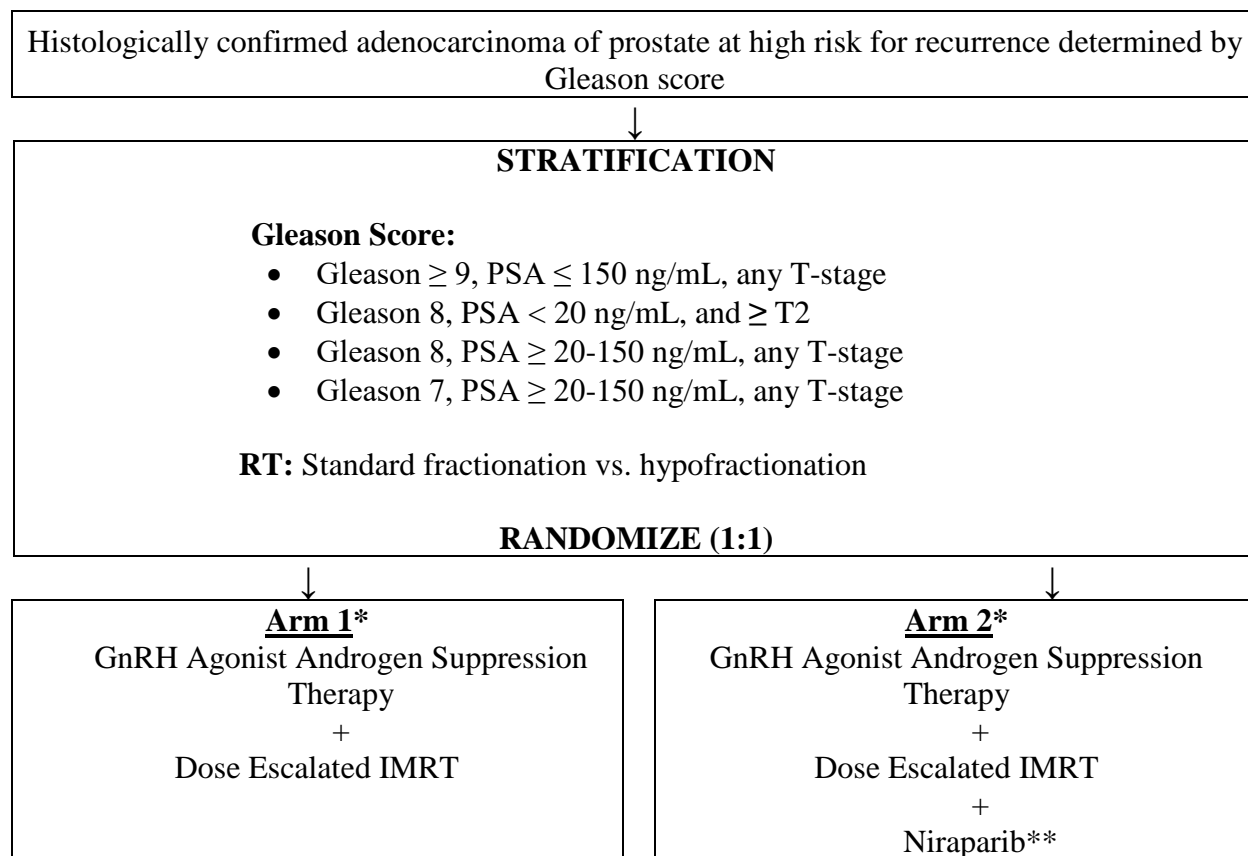 Histologically confirmed adenocarcinoma of prostate at high risk for recurrence determined by
Gleason score
↓
STRATIFICATION
Gleason Score:
• Gleason ≥ 9, PSA ≤ 150 ng/mL, any T-stage
• Gleason 8, PSA < 20 ng/mL, and ≥ T2
• Gleason 8, PSA ≥ 20-150 ng/mL, any T-stage
• Gleason 7, PSA ≥ 20-150 ng/mL, any T-stage
RT: Standard fractionation vs. hypofractionation
RANDOMIZE (1:1)
↓
Arm 1*
GnRH Agonist Androgen Suppression
Therapy
+
Dose Escalated IMRT
↓
Arm 2*
GnRH Agonist Androgen Suppression
Therapy
+
Dose Escalated IMRT
+
Niraparib**